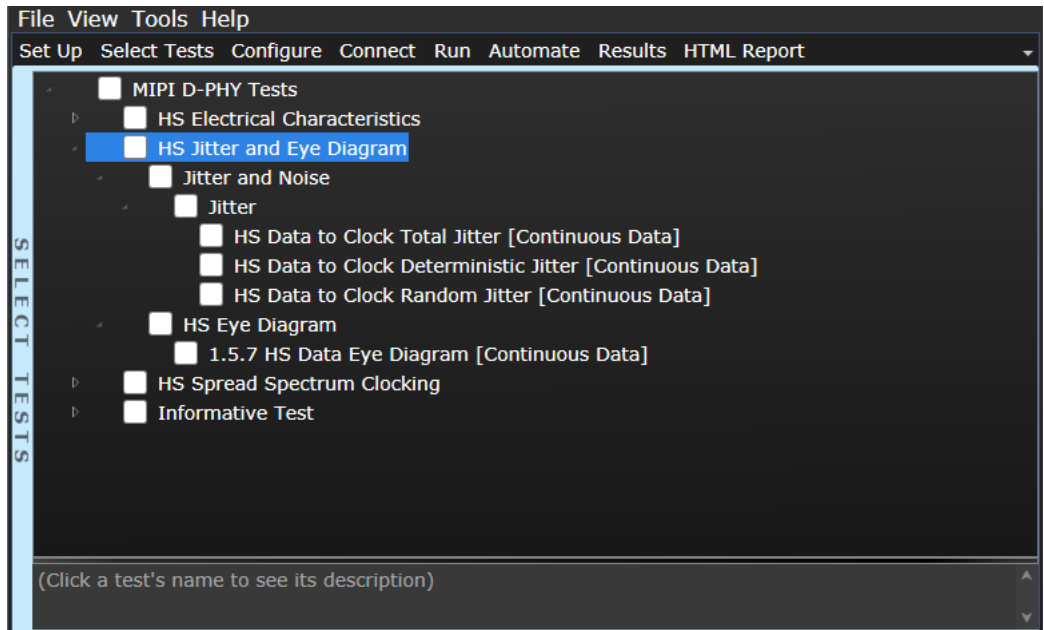 File View Tools Help
Set Up Select Tests Configure Connect Run Automate Results HTML Report
SELECT TESTS
MIPI D-PHY Tests
HS Electrical Characteristics
HS Jitter and Eye Diagram
Jitter and Noise
Jitter
HS Data to Clock Total Jitter [Continuous Data]
HS Data to Clock Deterministic Jitter [Continuous Data]
HS Data to Clock Random Jitter [Continuous Data]
HS Eye Diagram
1.5.7 HS Data Eye Diagram [Continuous Data]
HS Spread Spectrum Clocking
Informative Test
(Click a test's name to see its description)